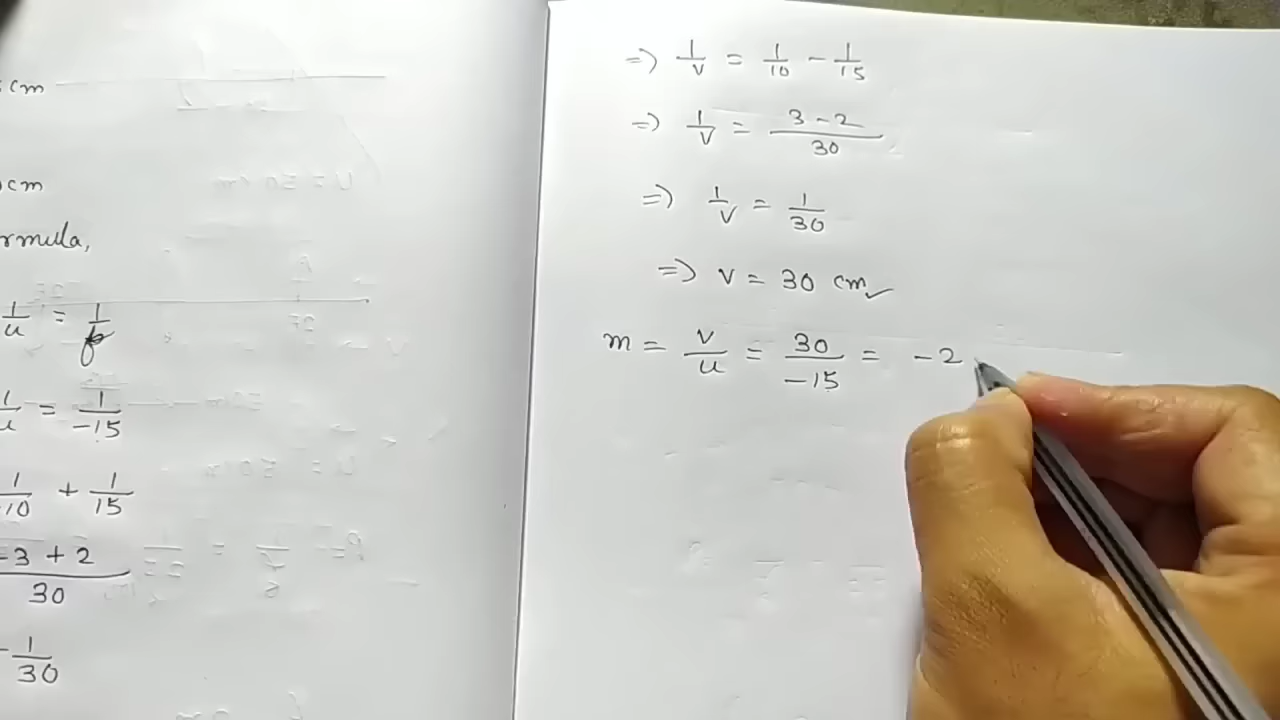 cm
cm
rmula,
1/u = 1/f
1/u = 1/-15
1/10 + 1/15
-3 + 2/30
-1/30
=> 1/v = 1/10 - 1/15
=> 1/v = 3-2/30
=> 1/v = 1/30
=> v = 30 cm ✓
m = v/u = 30/-15 = -2